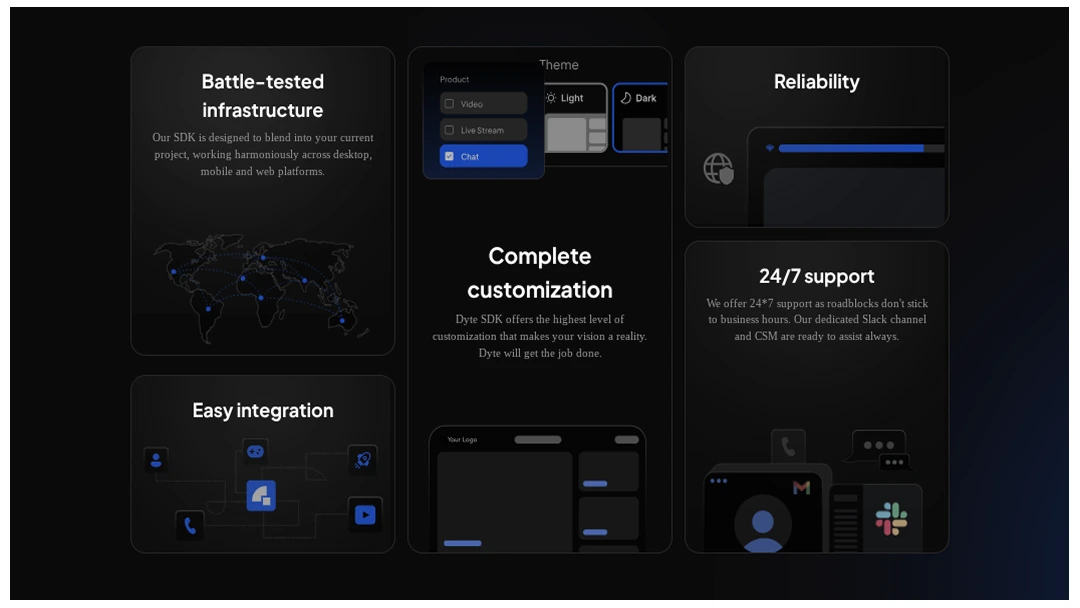 Battle-tested
infrastructure
Our SDK is designed to blend into your current
project, working harmoniously across desktop,
mobile and web platforms.
Easy integration
Product
Video
Live Stream
Chat
Theme
Light
Dark
Complete
customization
Dyte SDK offers the highest level of
customization that makes your vision a reality.
Dyte will get the job done.
Your Logo
Reliability
24/7 support
We offer 24*7 support as roadblocks don't stick
to business hours. Our dedicated Slack channel
and CSM are ready to assist always.